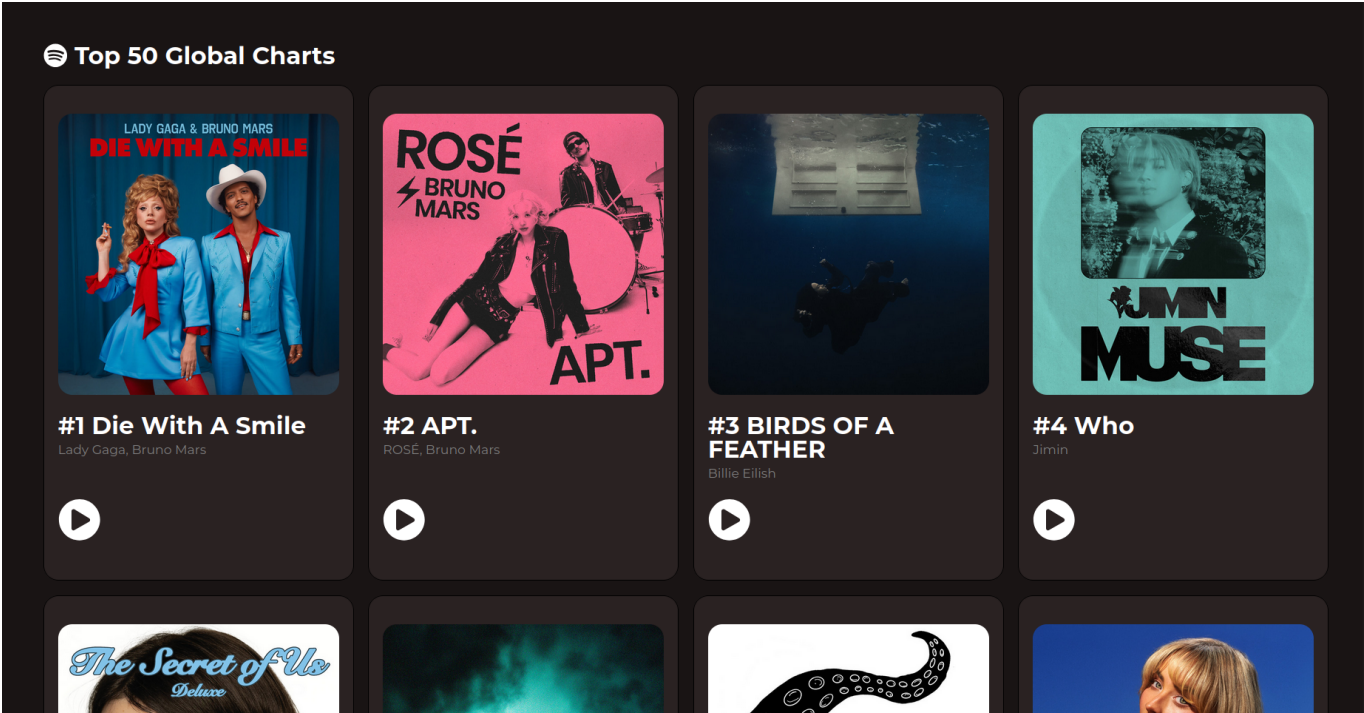 Top 50 Global Charts
LADY GAGA & BRUNO MARS
DIE WITH A SMILE
ROSÉ
BRUNO
MARS
APT.
JIMIN
MUSE
#1 Die With A Smile
Lady Gaga, Bruno Mars
#2 APT.
ROSÉ, Bruno Mars
#3 BIRDS OF A
FEATHER
Billie Eilish
#4 Who
Jimin
The Secret of Us
Deluxe